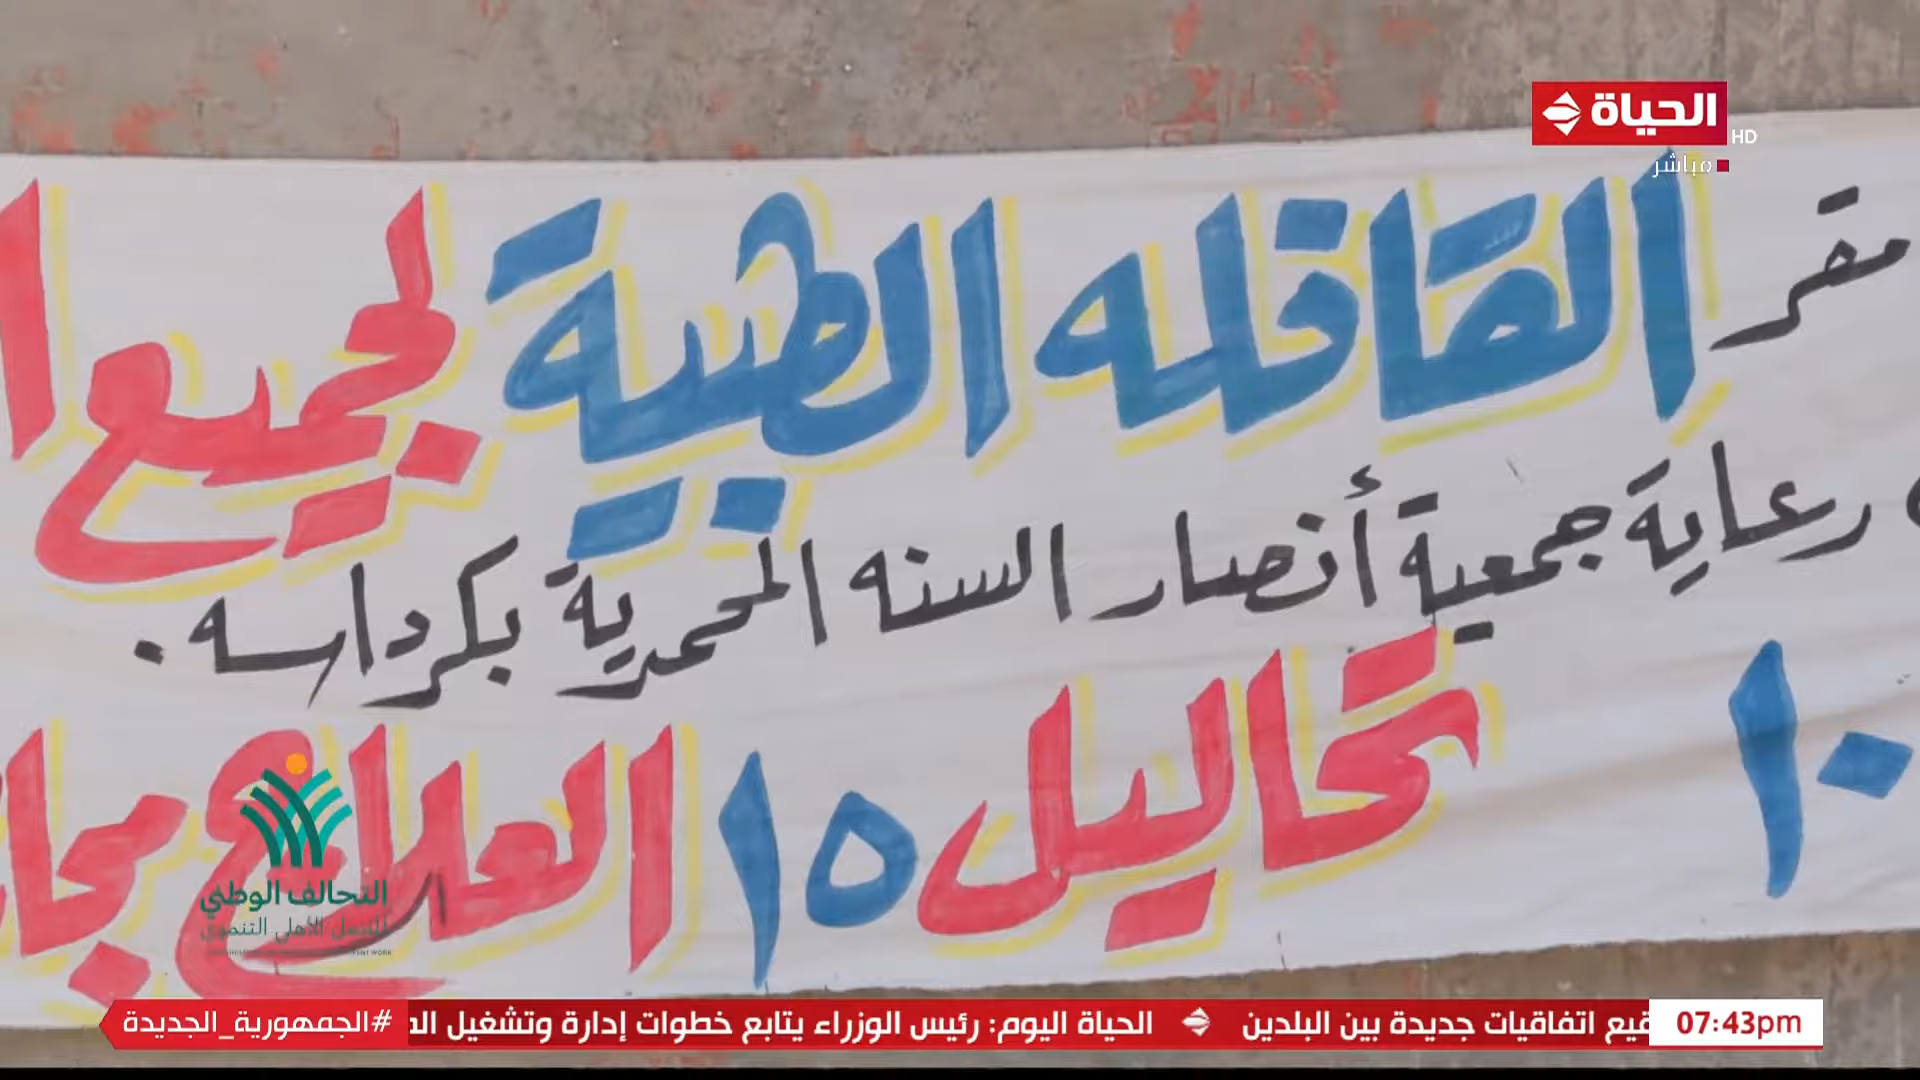 الحياة
HD
مباشر
مقر القافله الطبية لجميع ا
رعاية جمعية أنصار السنه المحمدية بكرداسه.
١٠ تحاليل ١٥ العلاج مجا
التحالف الوطني
للعمل الأهلي التنموي
07:43pm
قيع اتفاقيات جديدة بين البلدين
الحياة اليوم: رئيس الوزراء يتابع خطوات إدارة وتشغيل
#الجمهورية_الجديدة